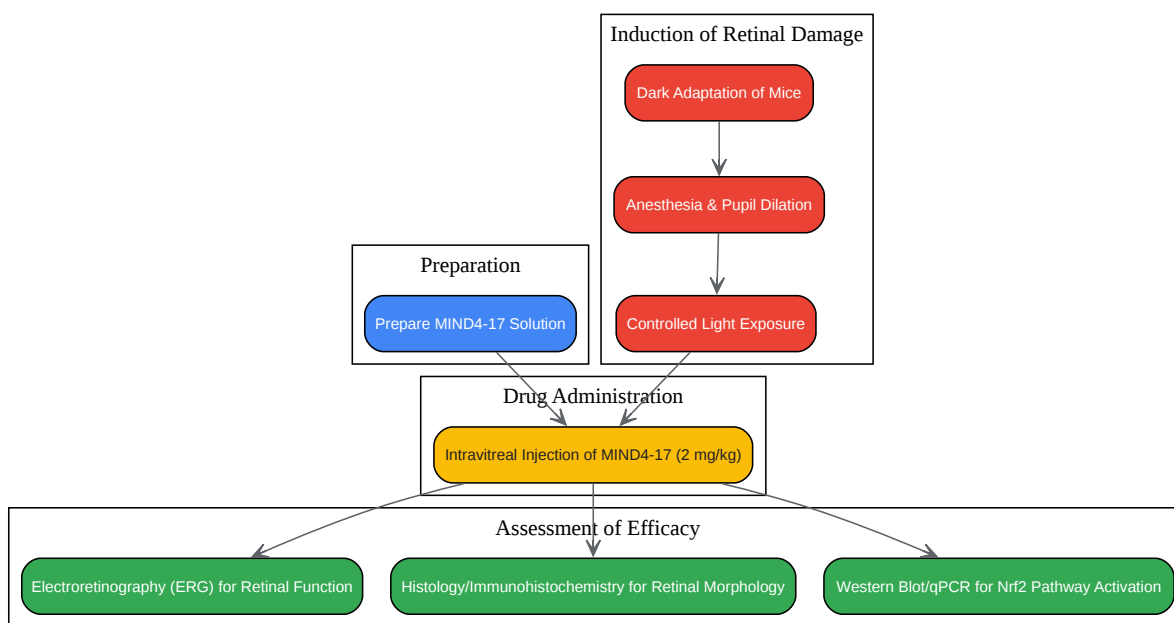 Induction of Retinal Damage
Dark Adaptation of Mice
Anesthesia & Pupil Dilation
Preparation
Prepare MIND4-17 Solution
Controlled Light Exposure
Drug Administration
Intravitreal Injection of MIND4-17 (2 mg/kg)
Assessment of Efficacy
Electroretinography (ERG) for Retinal Function
Histology/Immunohistochemistry for Retinal Morphology
Western Blot/qPCR for Nrf2 Pathway Activation